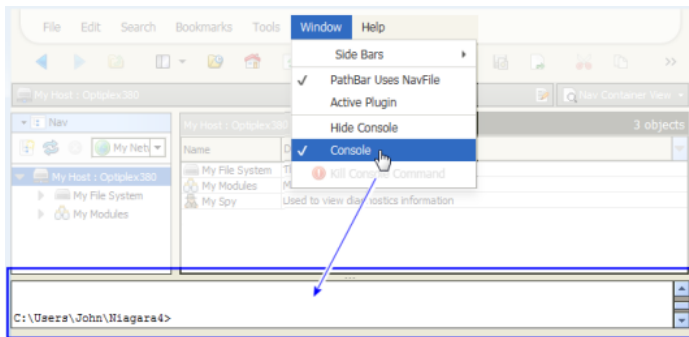 File Edit Search Bookmarks Tools Window Help
Side Bars
PathBar Uses NavFile
Active Plugin
Hide Console
Console
Kill Console Command
My Host : Optiplex380
Nav Container View
Nav
My Host : Optiplex380
3 objects
My Net
Name
My Host : Optiplex380
My File System
My Modules
My File System
My Modules
My Spy
Used to view diagnostics information
C:\Users\John\Niagara4>